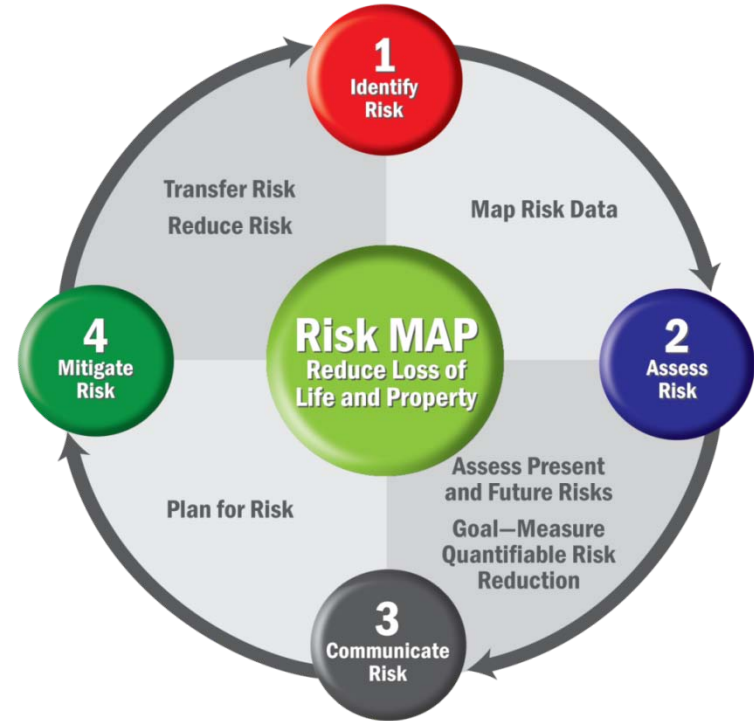 1
Identify
Risk
Transfer Risk
Reduce Risk
Map Risk Data
Risk MAP
Reduce Loss of
Life and Property
4
Mitigate
Risk
2
Assess
Risk
Assess Present
and Future Risks
Goal—Measure
Quantifiable Risk
Reduction
Plan for Risk
3
Communicate
Risk